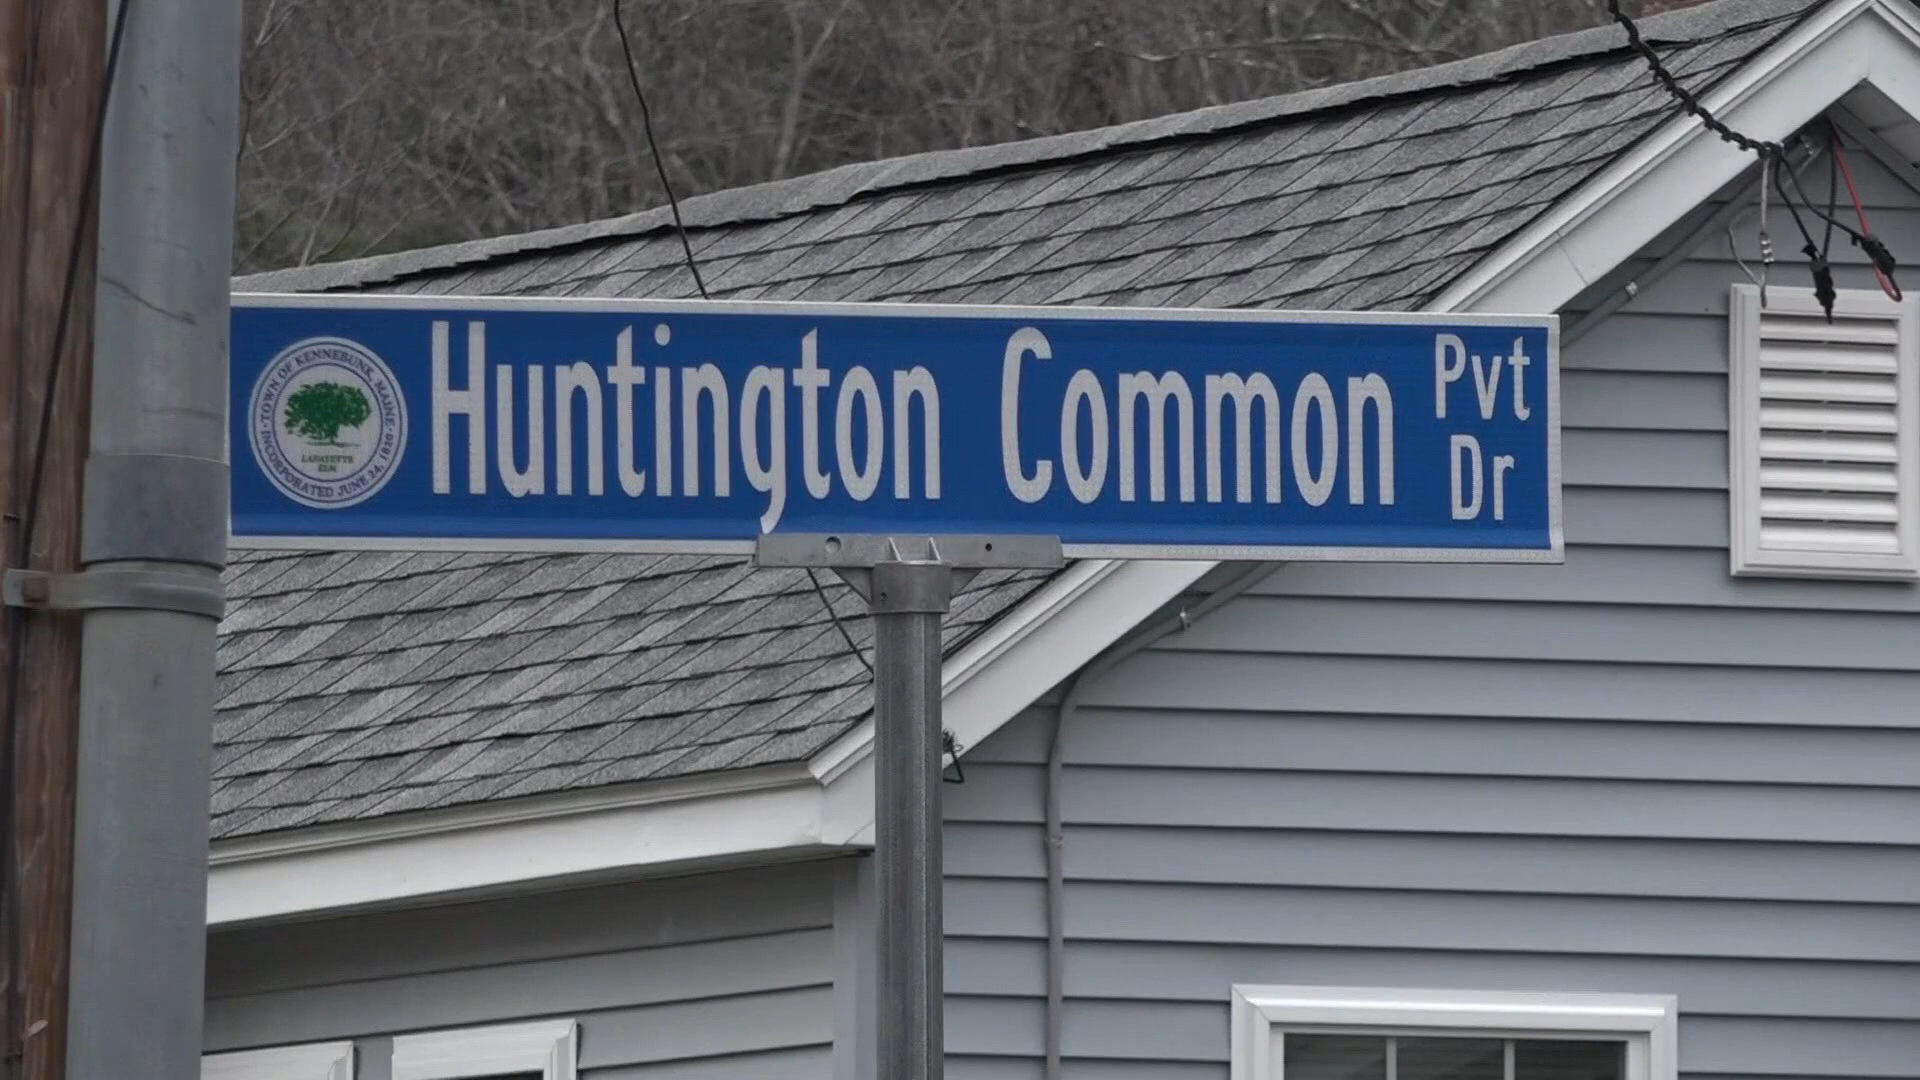 TOWN OF KENNEBUNK, MAINE
INCORPORATED JUNE 24, 1820
LAFAYETTE
ELM
Huntington Common Pvt
Dr